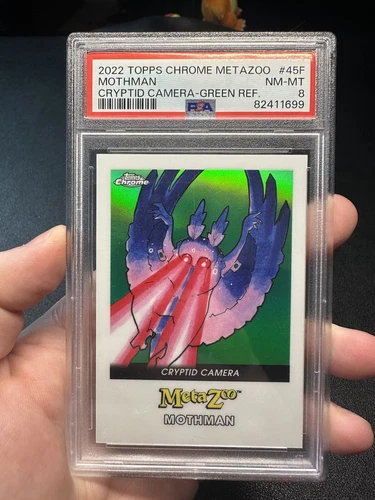 2022 TOPPS CHROME METAZOO #45F
MOTHMAN NM-MT
CRYPTID CAMERA-GREEN REF. 8
PSA 82411699
Topps
Chrome
CRYPTID CAMERA
MetaZoo™
MOTHMAN